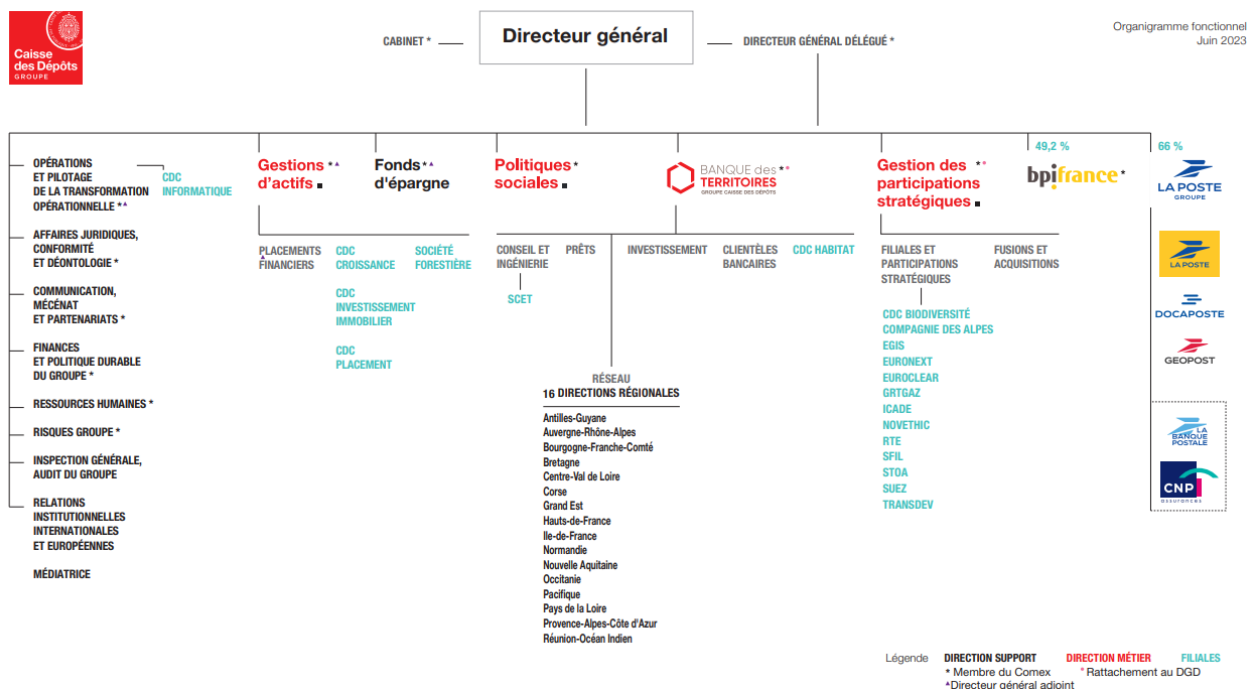 Caisse
des Dépôts
GROUPE
CABINET *
Directeur général
DIRECTEUR GÉNÉRAL DÉLÉGUÉ *
Organigramme fonctionnel
Juin 2023
OPÉRATIONS
ET PILOTAGE
DE LA TRANSFORMATION
OPÉRATIONNELLE *▲
CDC
INFORMATIQUE
AFFAIRES JURIDIQUES,
CONFORMITÉ
ET DÉONTOLOGIE *
COMMUNICATION,
MÉCÉNAT
ET PARTENARIATS *
FINANCES
ET POLITIQUE DURABLE
DU GROUPE *
RESSOURCES HUMAINES *
RISQUES GROUPE *
INSPECTION GÉNÉRALE,
AUDIT DU GROUPE
RELATIONS
INSTITUTIONNELLES
INTERNATIONALES
ET EUROPÉENNES
MÉDIATRICE
Gestions *▲
d'actifs ■
PLACEMENTS
FINANCIERS
CDC
CROISSANCE
CDC
INVESTISSEMENT
IMMOBILIER
CDC
PLACEMENT
SOCIÉTÉ
FORESTIÈRE
Fonds *▲
d'épargne
Politiques *
sociales ■
BANQUE des **
TERRITOIRES
GROUPE CAISSE DES DÉPÔTS
CONSEIL ET
INGÉNIERIE
SCET
PRÊTS
INVESTISSEMENT
CLIENTÈLES
BANCAIRES
CDC HABITAT
RÉSEAU
16 DIRECTIONS RÉGIONALES
Antilles-Guyane
Auvergne-Rhône-Alpes
Bourgogne-Franche-Comté
Bretagne
Centre-Val de Loire
Corse
Grand Est
Hauts-de-France
Ile-de-France
Normandie
Nouvelle Aquitaine
Occitanie
Pacifique
Pays de la Loire
Provence-Alpes-Côte d'Azur
Réunion-Océan Indien
Gestion des **
participations
stratégiques ■
FILIALES ET
PARTICIPATIONS
STRATÉGIQUES
CDC BIODIVERSITÉ
COMPAGNIE DES ALPES
EGIS
EURONEXT
EUROCLEAR
GRTGAZ
ICADE
NOVETHIC
RTE
SFIL
STOA
SUEZ
TRANSDEV
FUSIONS ET
ACQUISITIONS
49,2 %
bpifrance *
66 %
LA POSTE
GROUPE
LA POSTE
DOCAPOSTE
GEOPOST
LA
BANQUE
POSTALE
CNP
assurances
Légende DIRECTION SUPPORT DIRECTION MÉTIER FILIALES
* Membre du Comex * Rattachement au DGD
▲Directeur général adjoint